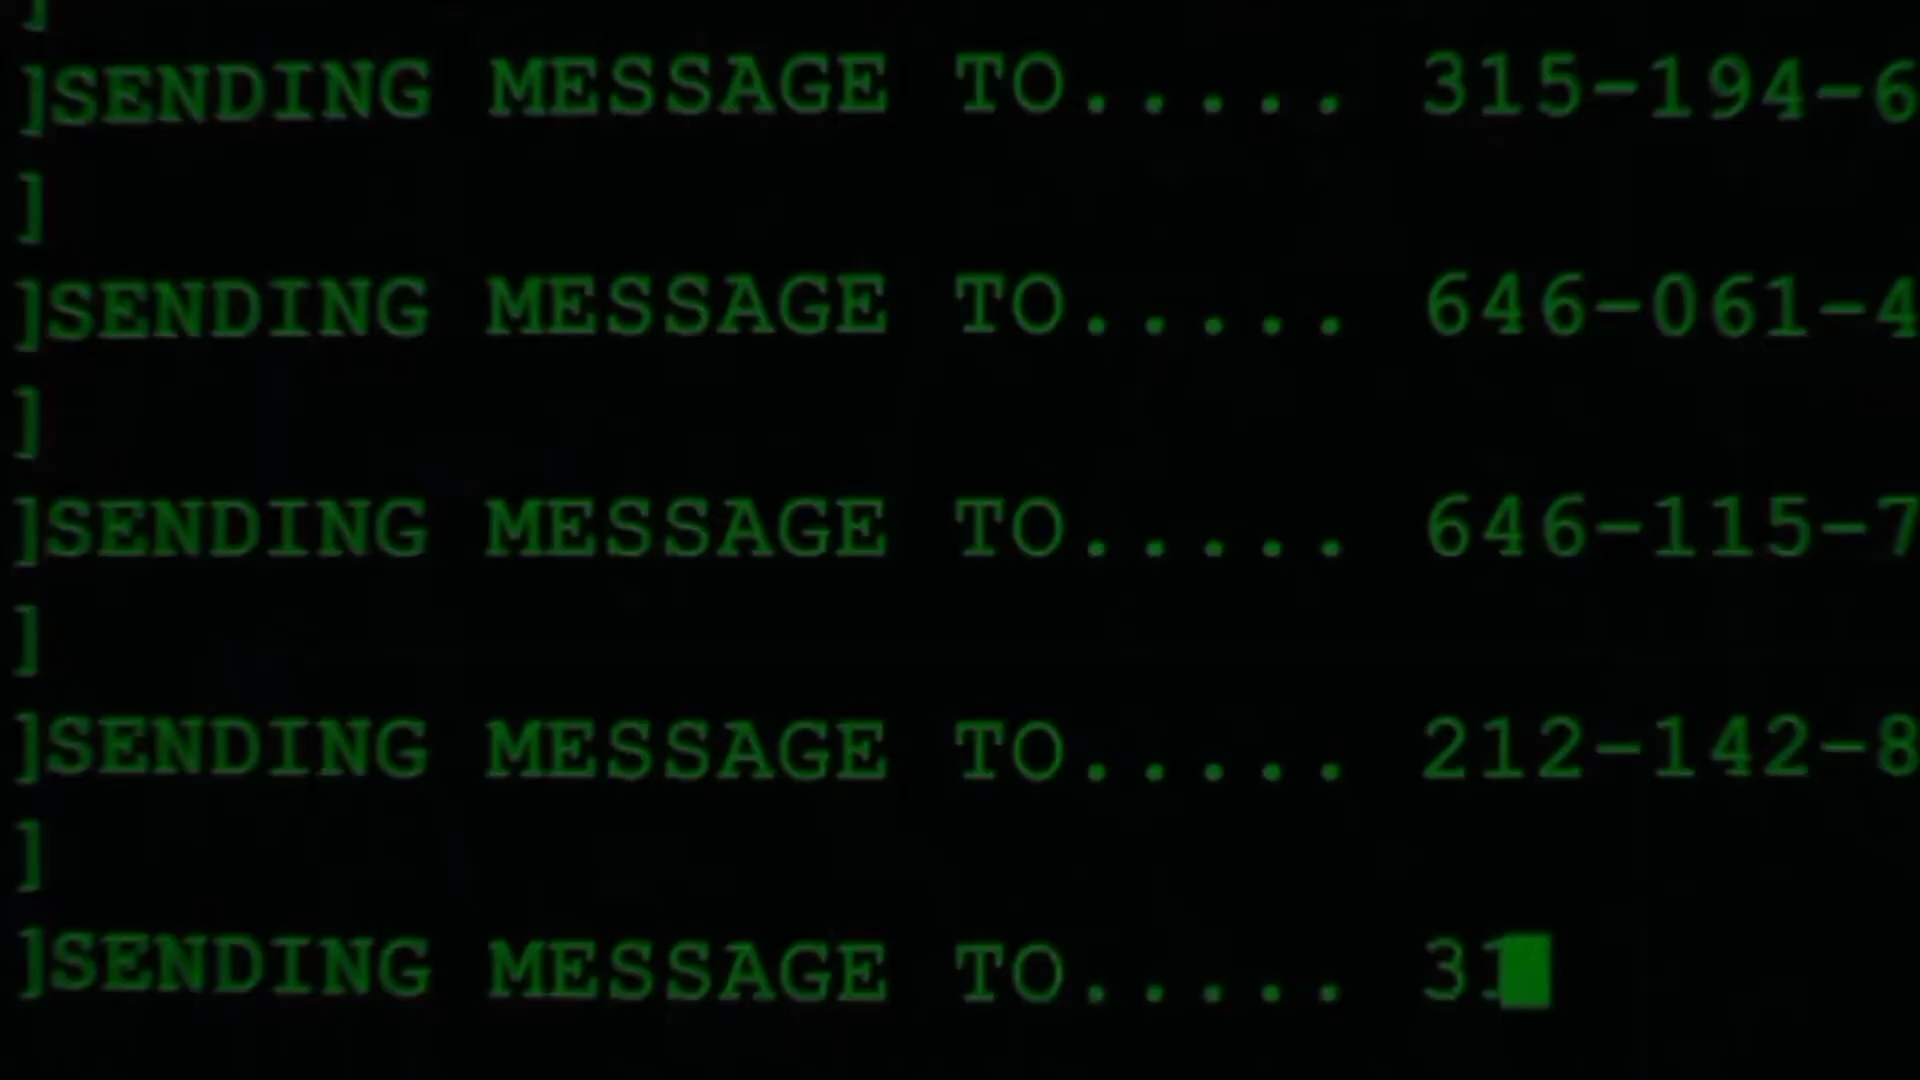 ]
]SENDING MESSAGE TO..... 315-194-6
]
]SENDING MESSAGE TO..... 646-061-4
]
]SENDING MESSAGE TO..... 646-115-7
]
]SENDING MESSAGE TO..... 212-142-8
]
]SENDING MESSAGE TO..... 31